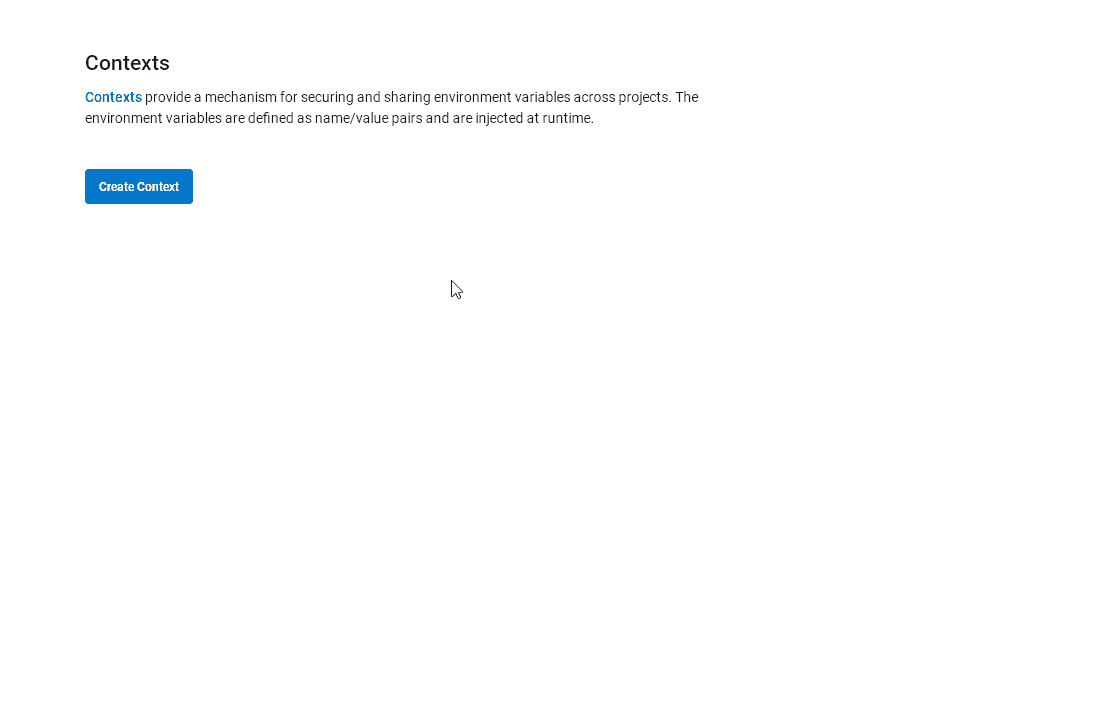 Contexts
Contexts provide a mechanism for securing and sharing environment variables across projects. The
environment variables are defined as name/value pairs and are injected at runtime.
Create Context